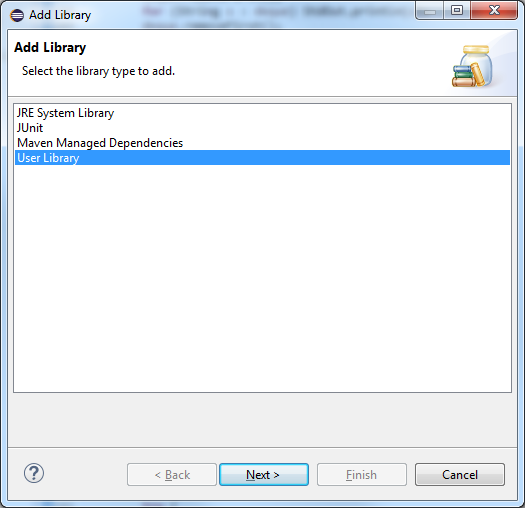 Add Library
Add Library
Select the library type to add.
JRE System Library
JUnit
Maven Managed Dependencies
User Library
?
< Back
Next >
Finish
Cancel